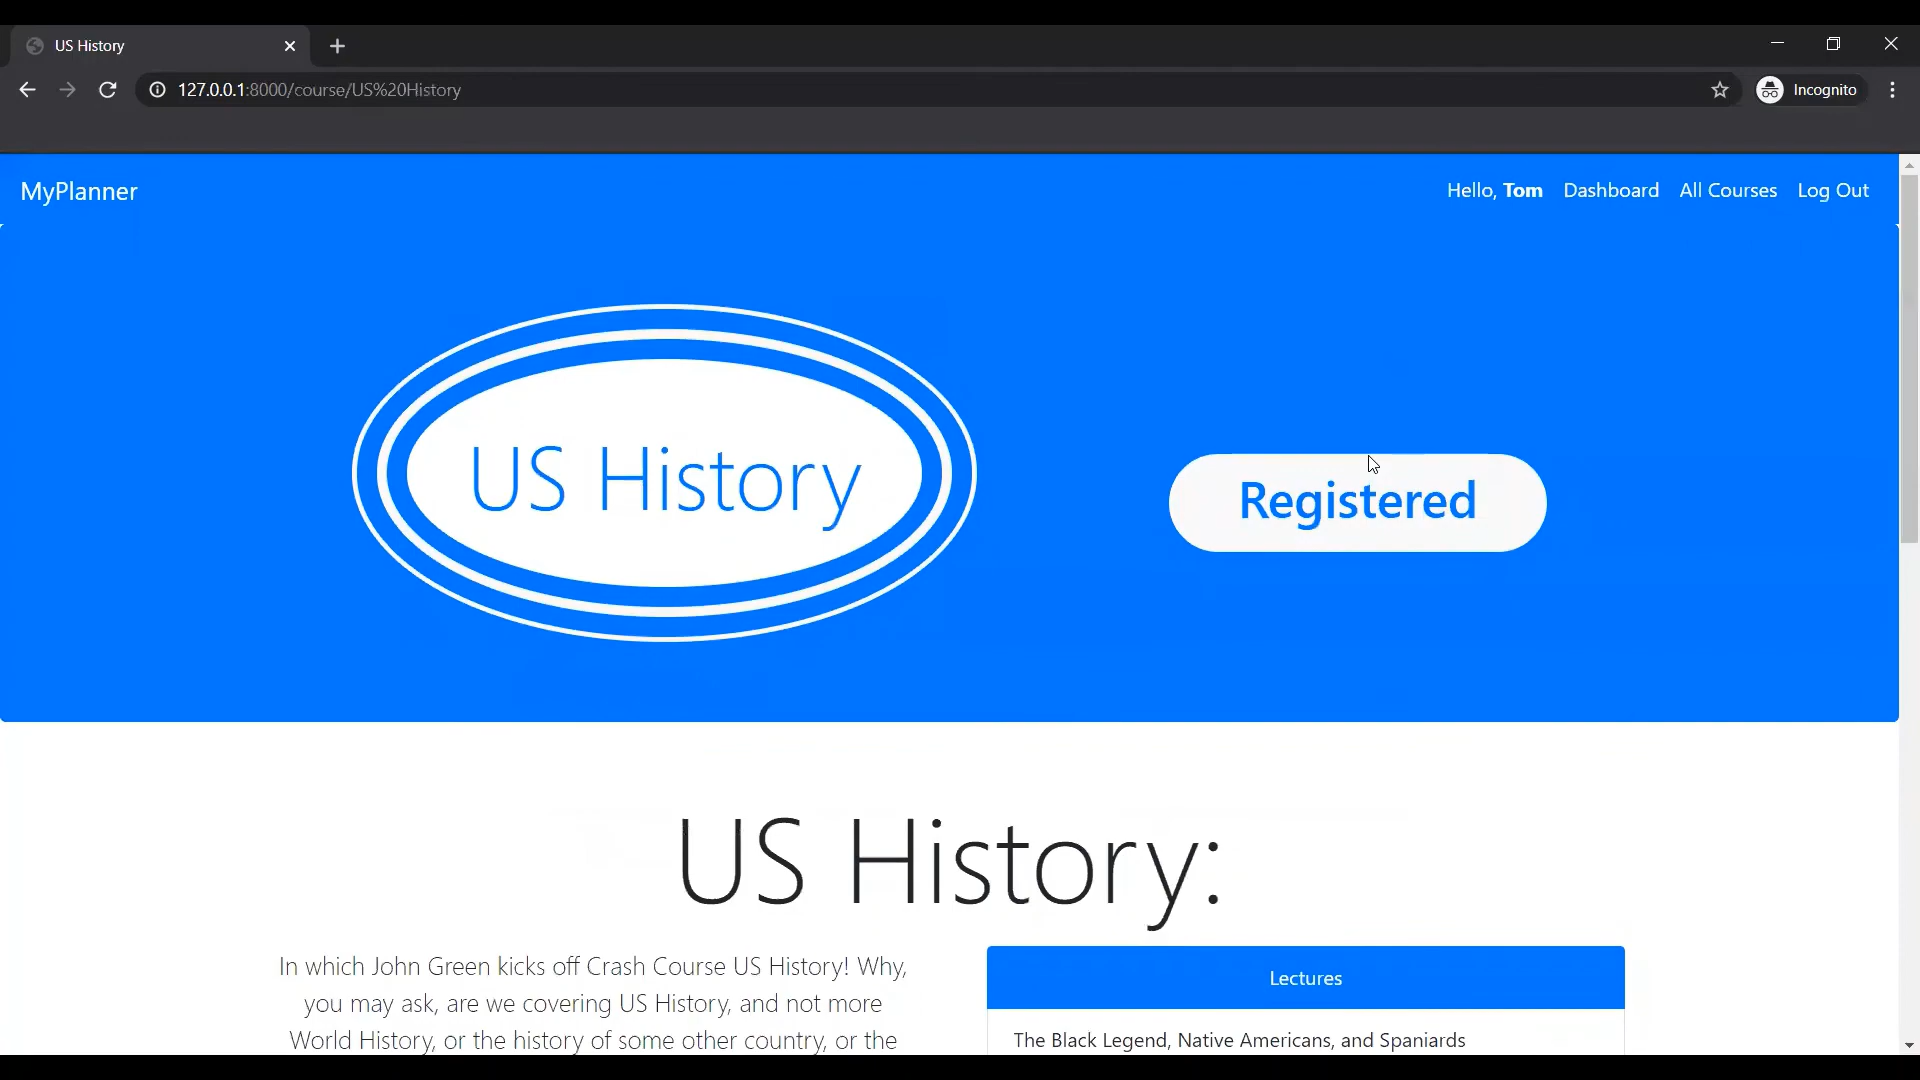 US History
127.0.0.1:8000/course/US%20History
Incognito
MyPlanner
Hello, Tom Dashboard All Courses Log Out
US History
Registered
US History:
In which John Green kicks off Crash Course US History! Why,
you may ask, are we covering US History, and not more
World History, or the history of some other country, or the
Lectures
The Black Legend, Native Americans, and Spaniards